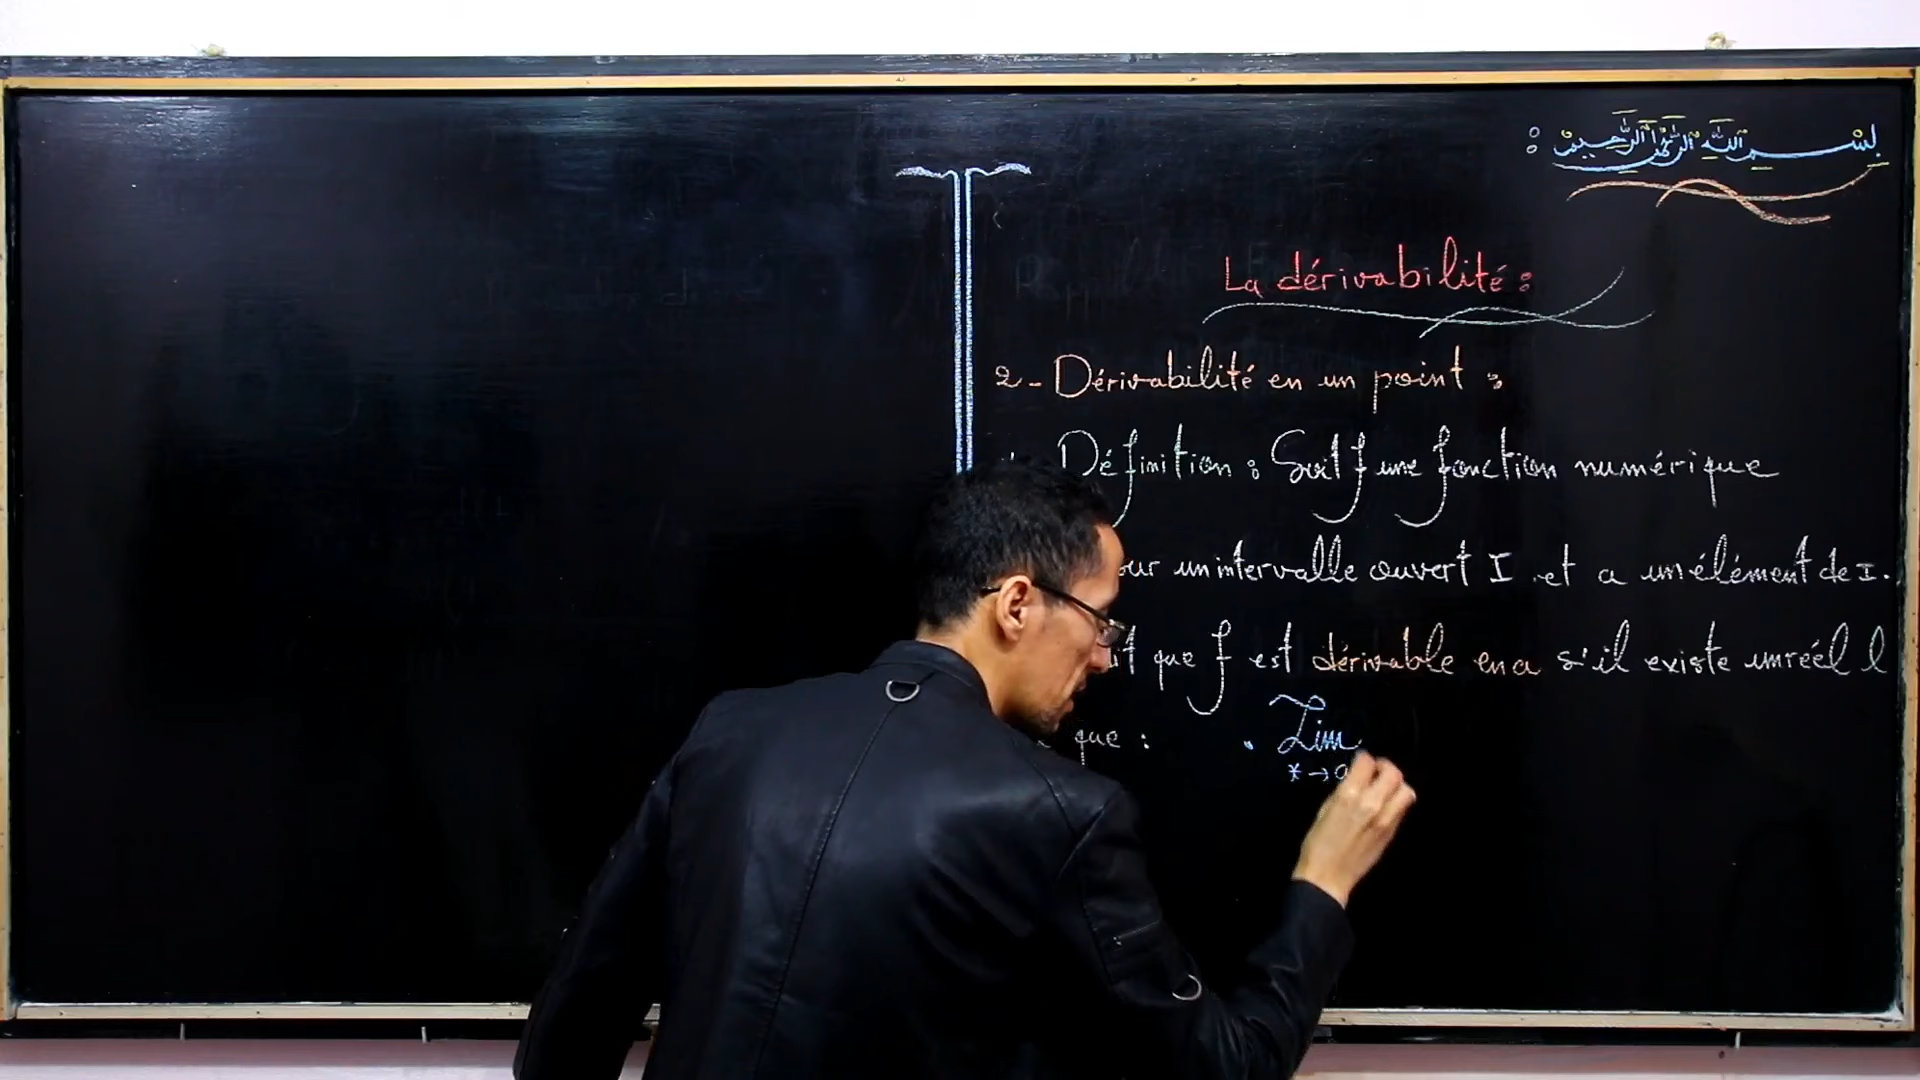 بسم الله الرحمن الرحيم :
La dérivabilité :
2- Dérivabilité en un point :
Définition : Soit f une fonction numérique
sur un intervalle ouvert I et a un élément de I.
que f est dérivable en a s'il existe un réel l
que : Lim
x → a